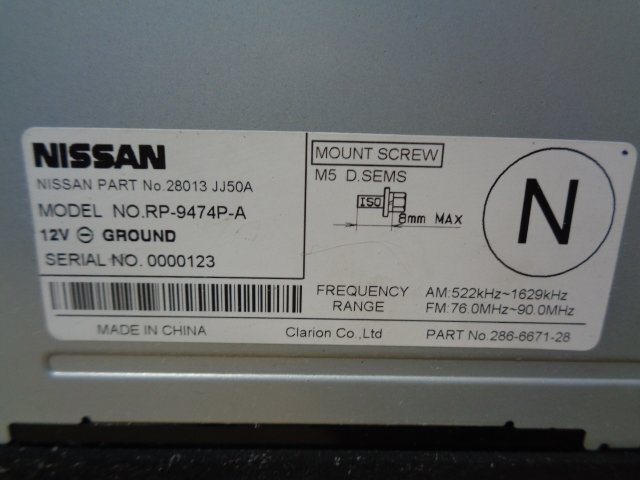 NISSAN
NISSAN PART No.28013 JJ50A
MODEL NO.RP-9474P-A
12V ⊖ GROUND
SERIAL NO. 0000123
MOUNT SCREW
M5 D.SEMS
ISO
8mm MAX
N
FREQUENCY RANGE
AM:522kHz~1629kHz
FM:76.0MHz~90.0MHz
MADE IN CHINA
Clarion Co.,Ltd
PART No.286-6671-28